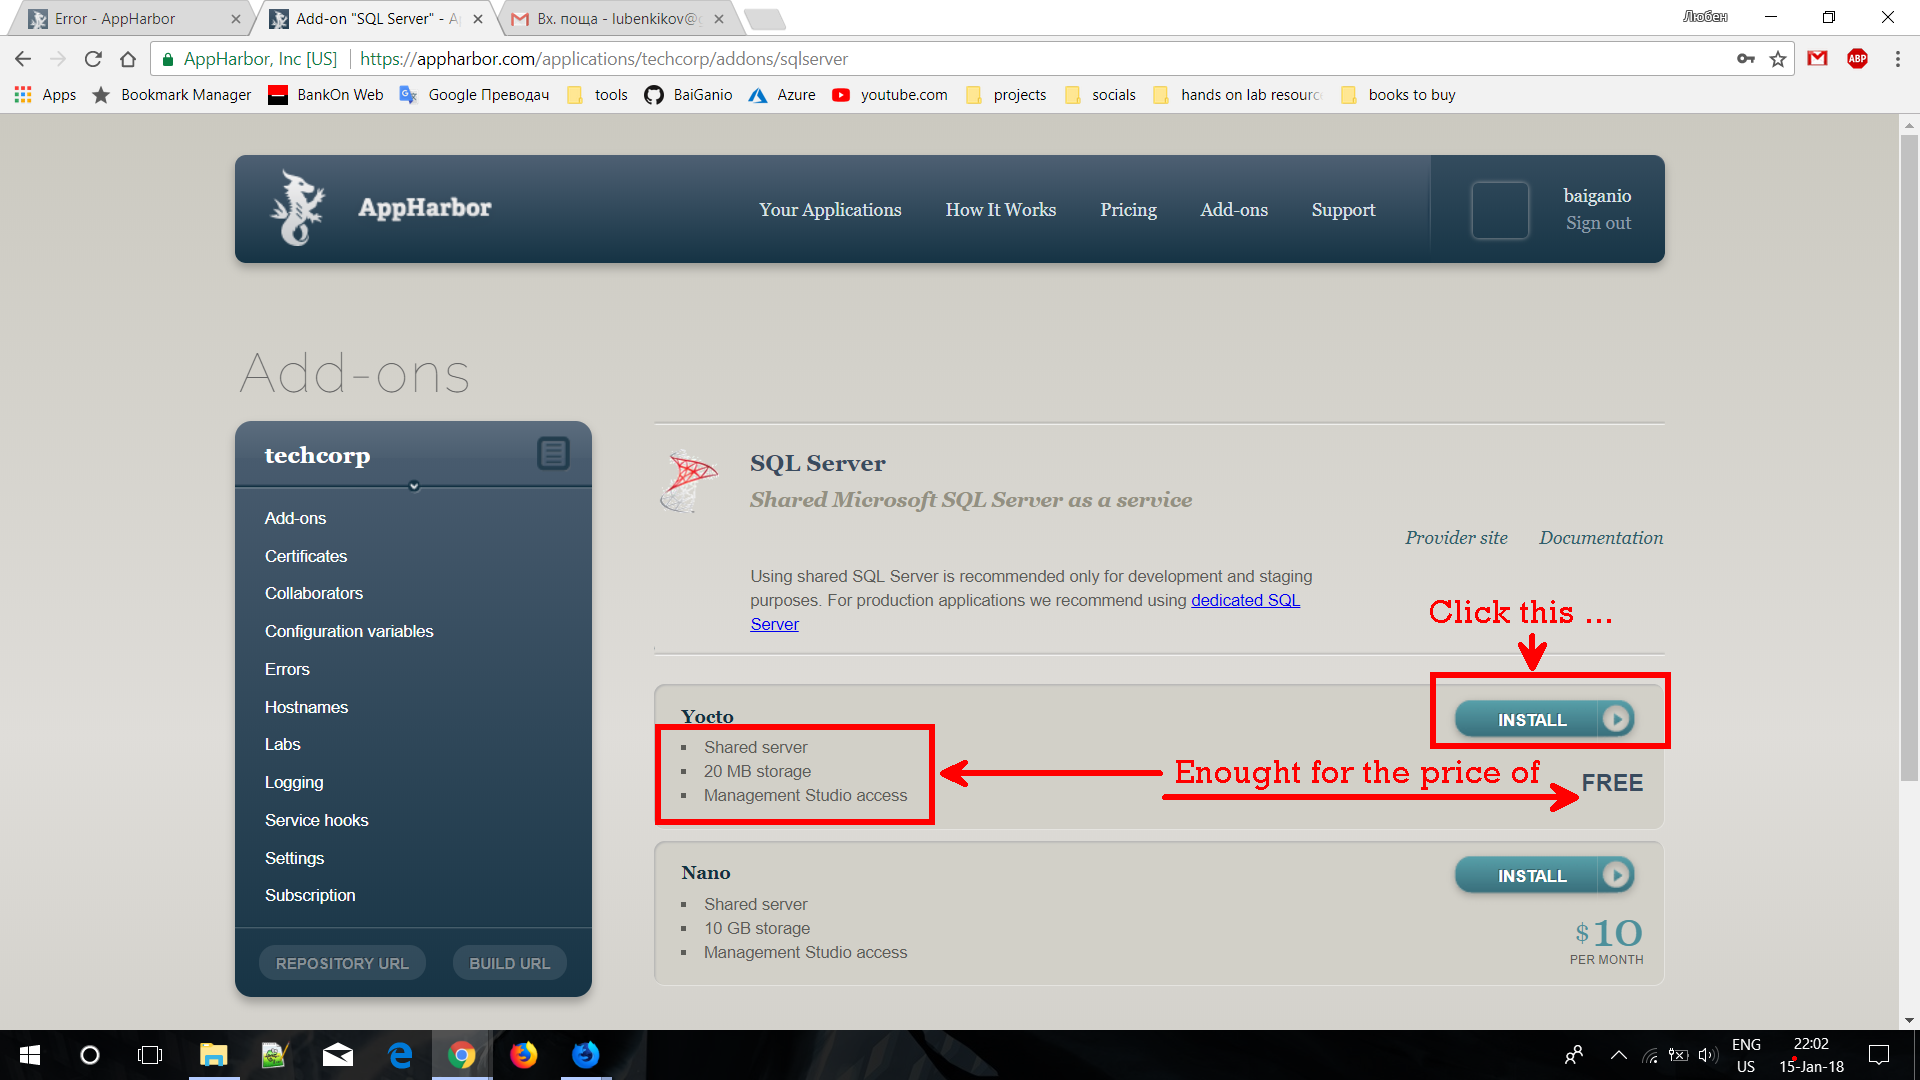 Error - AppHarbor
Add-on "SQL Server" - A
Вх. поща - lubenkikov@g
Любен
AppHarbor, Inc [US]
https://appharbor.com/applications/techcorp/addons/sqlserver
ABP
Apps
Bookmark Manager
BankOn Web
Google Преводач
tools
BaiGanio
Azure
youtube.com
projects
socials
hands on lab resourc
books to buy
AppHarbor
Your Applications
How It Works
Pricing
Add-ons
Support
baiganio
Sign out
Add-ons
techcorp
Add-ons
Certificates
Collaborators
Configuration variables
Errors
Hostnames
Labs
Logging
Service hooks
Settings
Subscription
REPOSITORY URL
BUILD URL
SQL Server
Shared Microsoft SQL Server as a service
Provider site
Documentation
Using shared SQL Server is recommended only for development and staging
purposes. For production applications we recommend using dedicated SQL
Server
Click this ...
Yocto
INSTALL
Shared server
20 MB storage
Management Studio access
Enought for the price of
FREE
Nano
INSTALL
Shared server
10 GB storage
Management Studio access
$10
PER MONTH
ENG
US
22:02
15-Jan-18